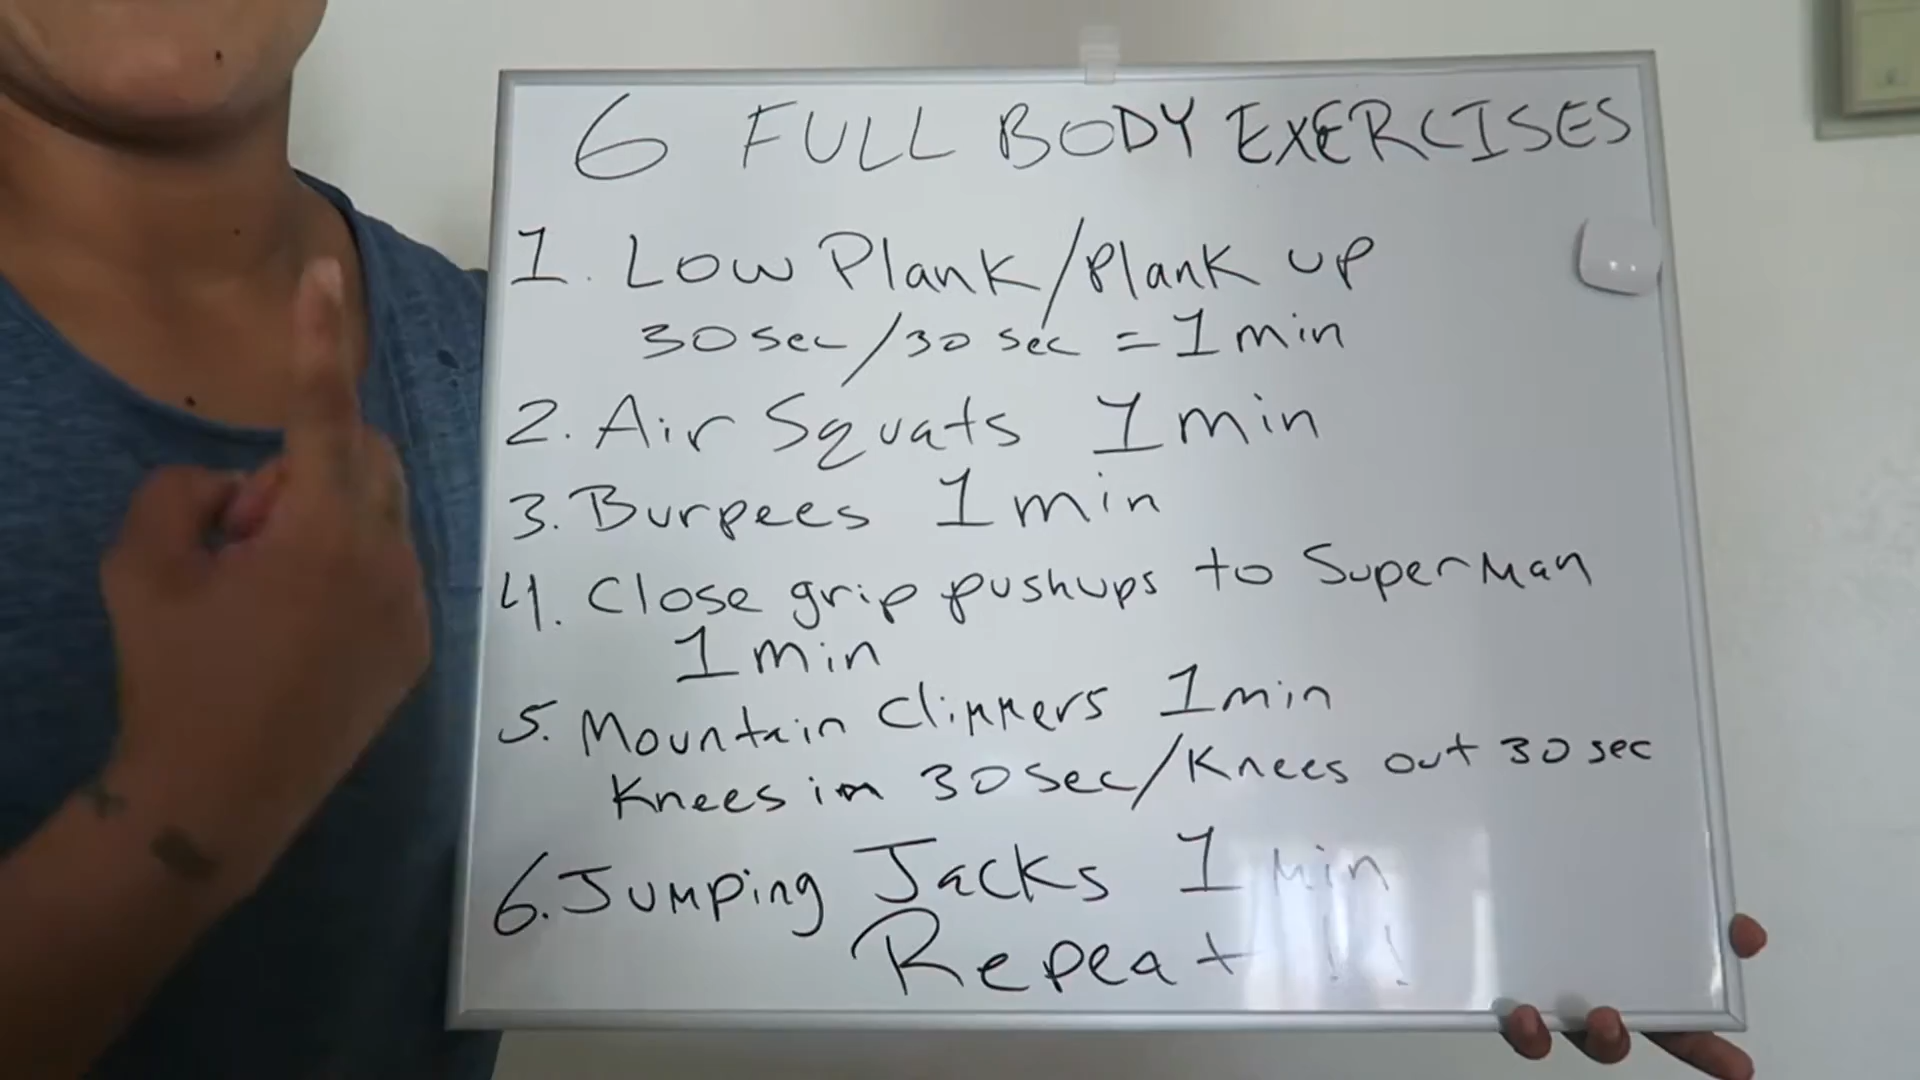 6 FULL BODY EXERCISES
1. Low Plank/Plank up
30 sec/30 sec = 1 min
2. Air Squats 1 min
3. Burpees 1 min
4. Close grip pushups to SuperMan
1 min
5. Mountain Climmers 1 min
Knees in 30 sec/Knees out 30 sec
6. Jumping Jacks 1 min
Repeat !!